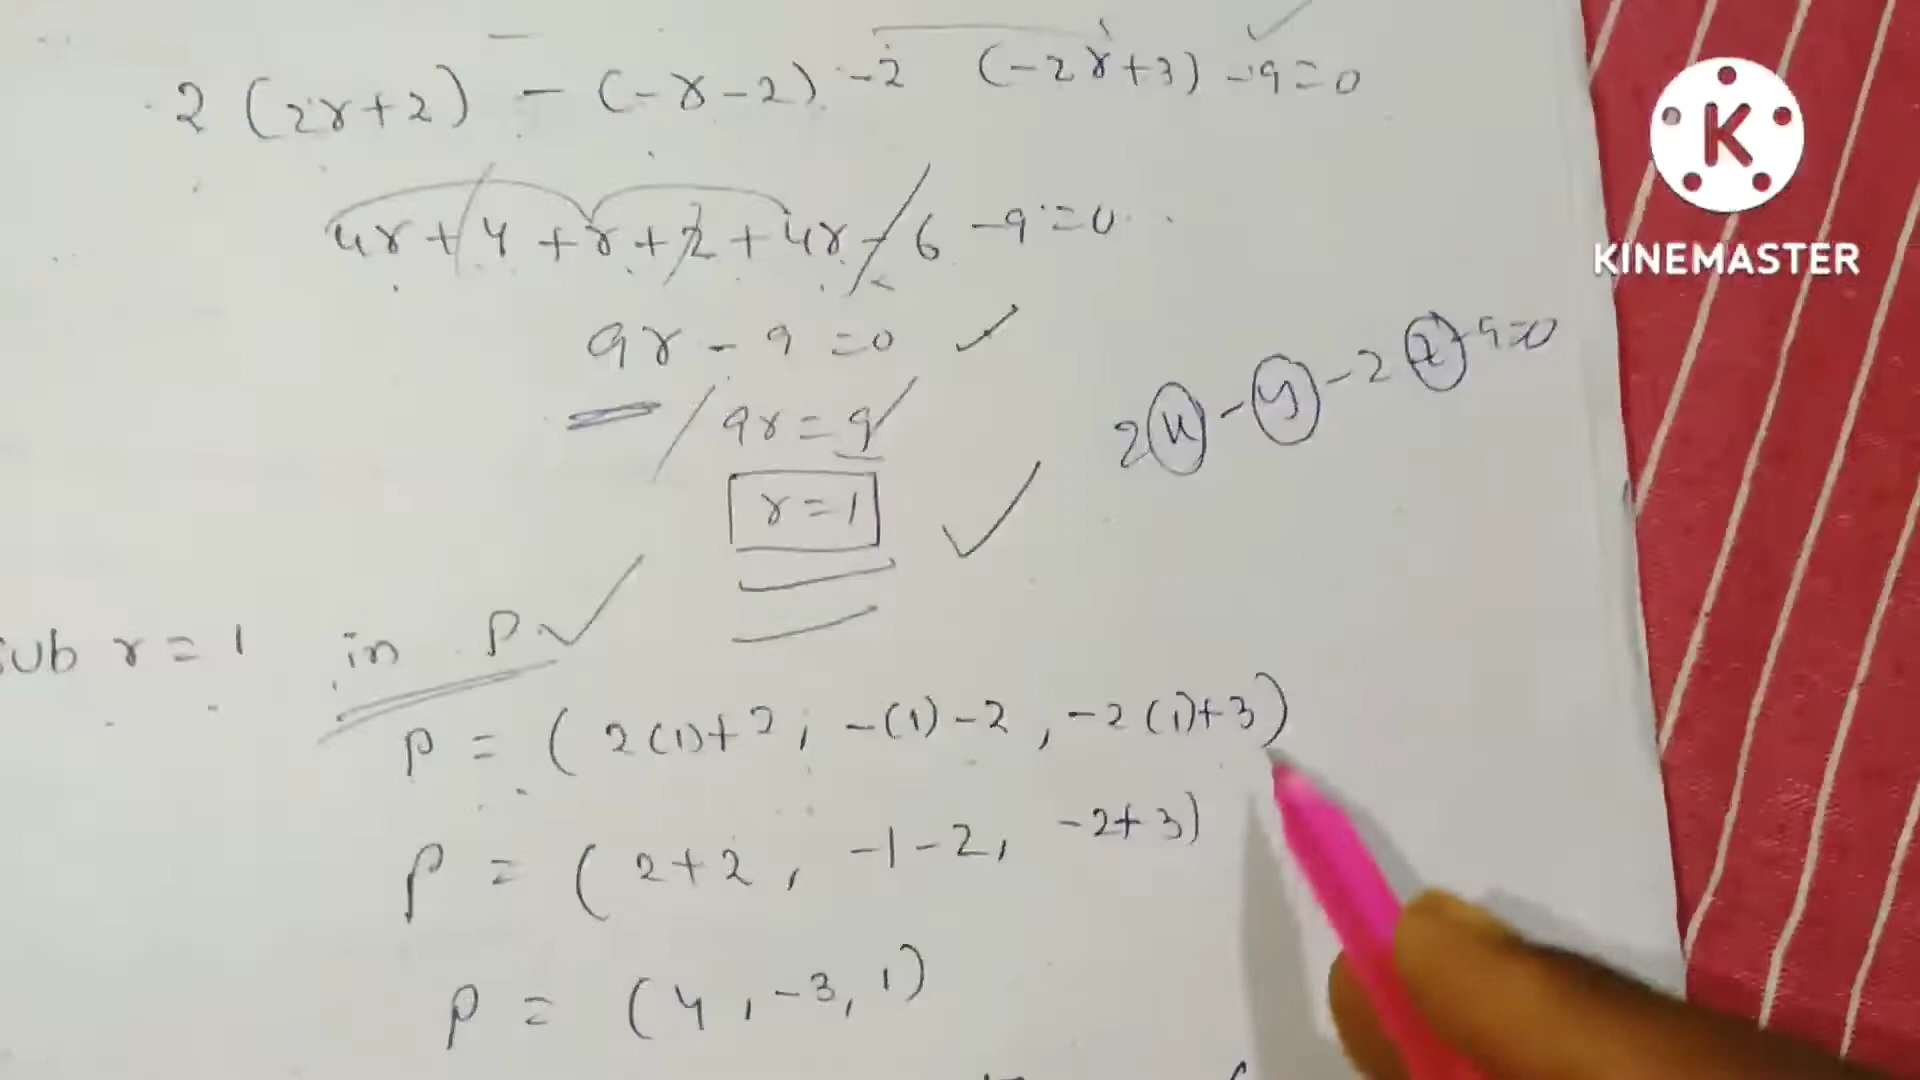 2 (2r+2) - (-r-2) -2 (-2r+3) -9=0
4r+4+r+2+4r-6-9=0
9r-9=0
9r=9
r=1
2x-y-2z-9=0
sub r=1 in P
P = (2(1)+2, -(1)-2, -2(1)+3)
P = (2+2, -1-2, -2+3)
P = (4, -3, 1)
K
KINEMASTER